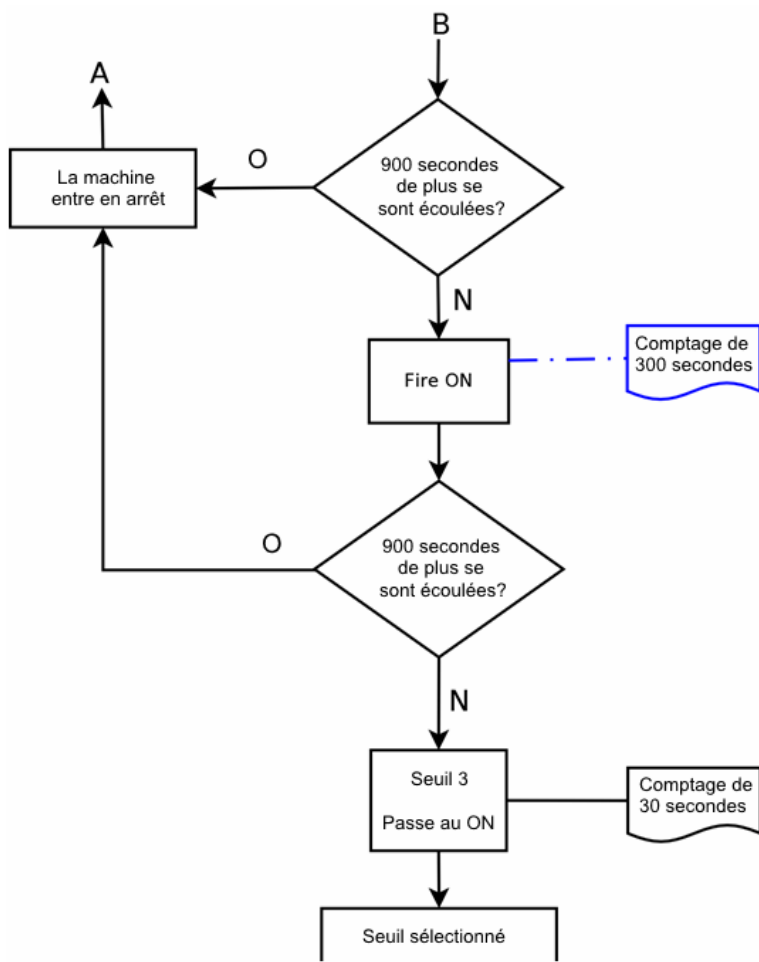 B
A
O
La machine
entre en arrêt
900 secondes
de plus se
sont écoulées?
N
Fire ON
Comptage de
300 secondes
O
900 secondes
de plus se
sont écoulées?
N
Seuil 3
Passe au ON
Comptage de
30 secondes
Seuil sélectionné